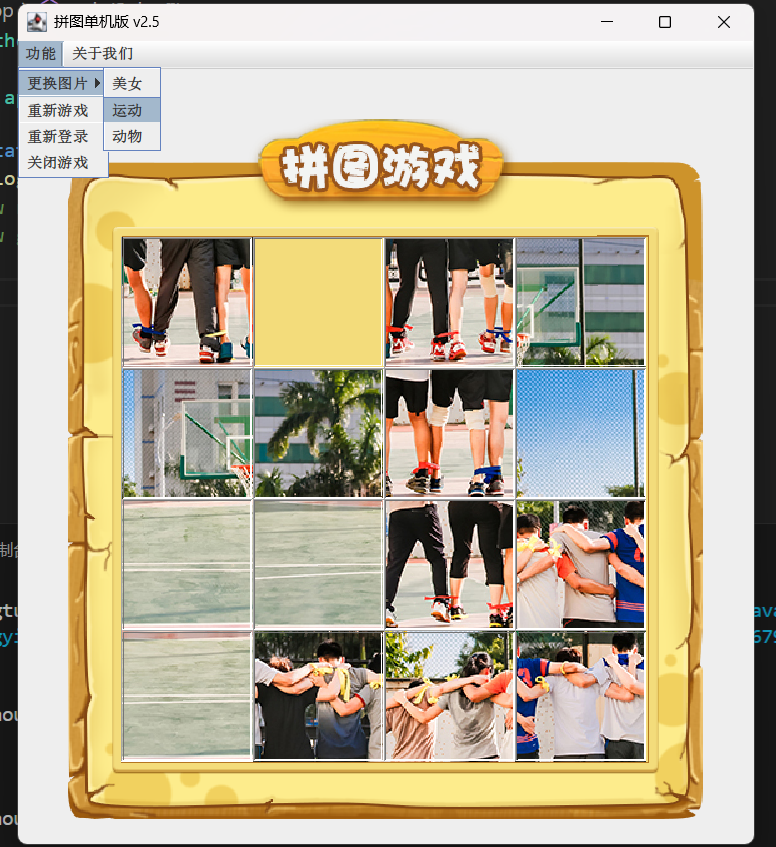 拼图单机版 v2.5
功能 关于我们
更换图片 美女
重新游戏 运动
重新登录 动物
关闭游戏
拼图游戏